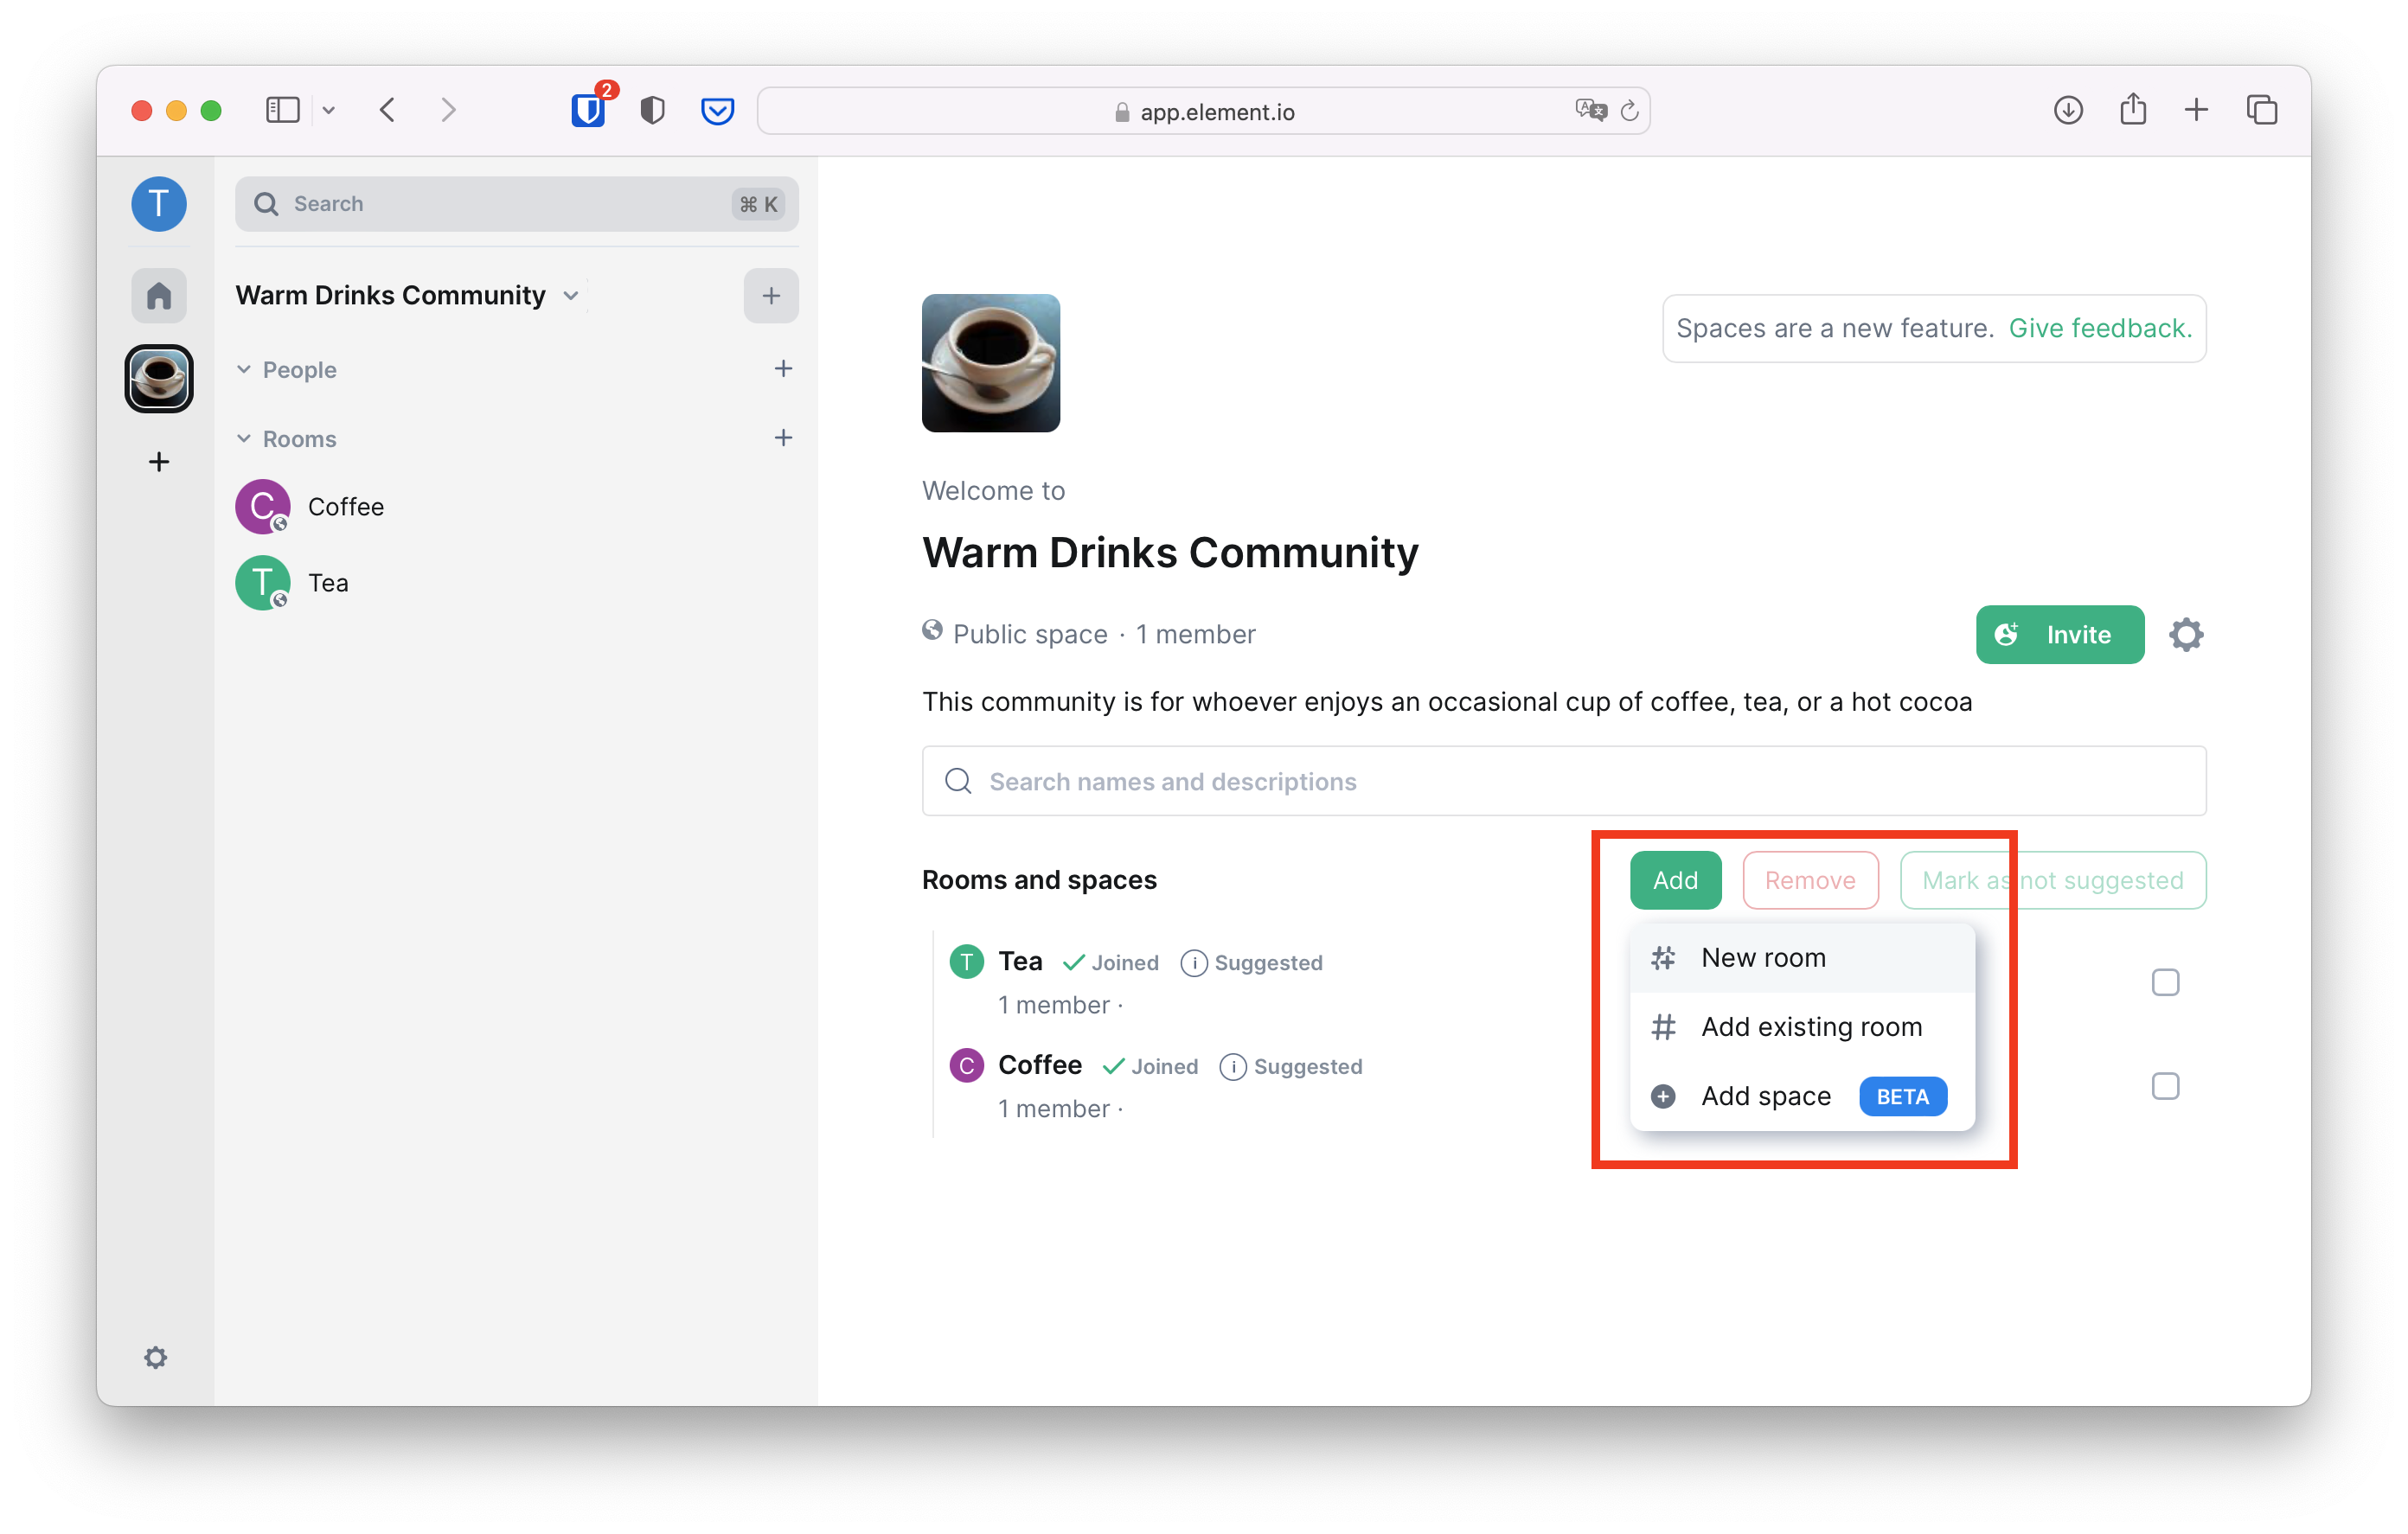 2
app.element.io
T
Search
⌘ K
Warm Drinks Community
People
Rooms
C Coffee
T Tea
Spaces are a new feature. Give feedback.
Welcome to
Warm Drinks Community
Public space · 1 member
Invite
This community is for whoever enjoys an occasional cup of coffee, tea, or a hot cocoa
Search names and descriptions
Rooms and spaces
Add
Remove
Mark as not suggested
T Tea Joined Suggested
1 member ·
C Coffee Joined Suggested
1 member ·
New room
Add existing room
Add space BETA